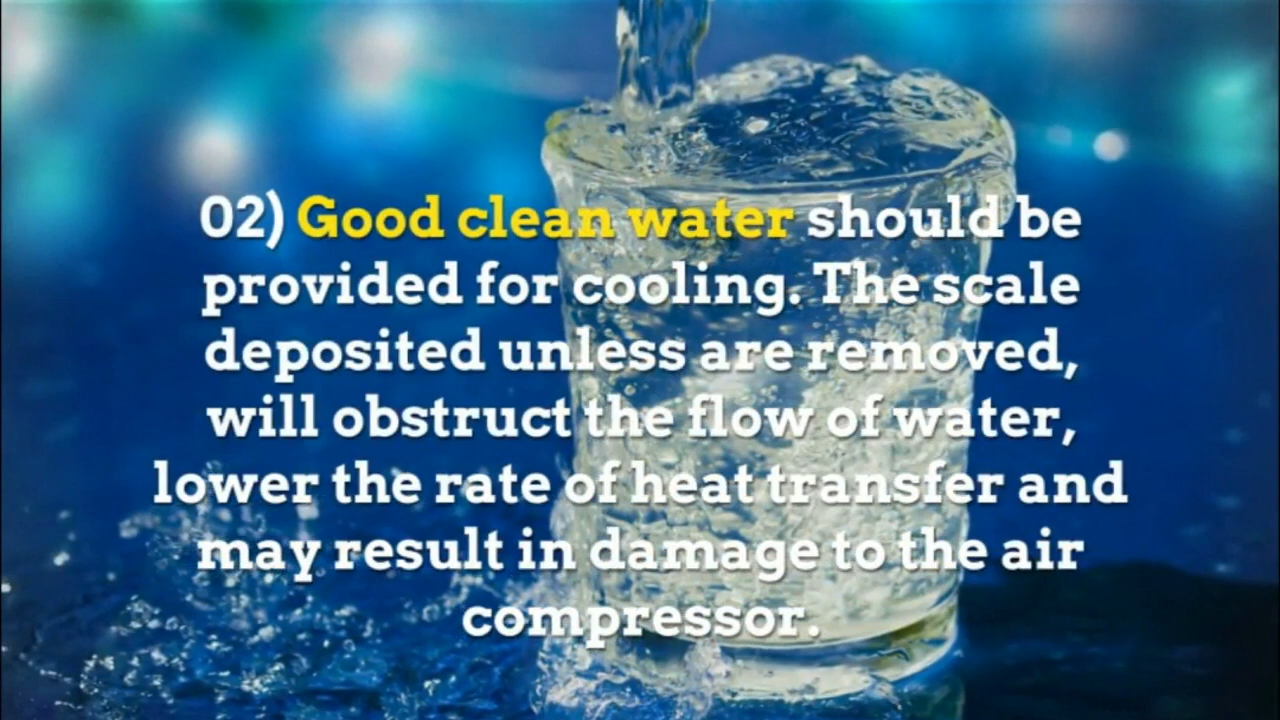 02) Good clean water should be
provided for cooling. The scale
deposited unless are removed,
will obstruct the flow of water,
lower the rate of heat transfer and
may result in damage to the air
compressor.